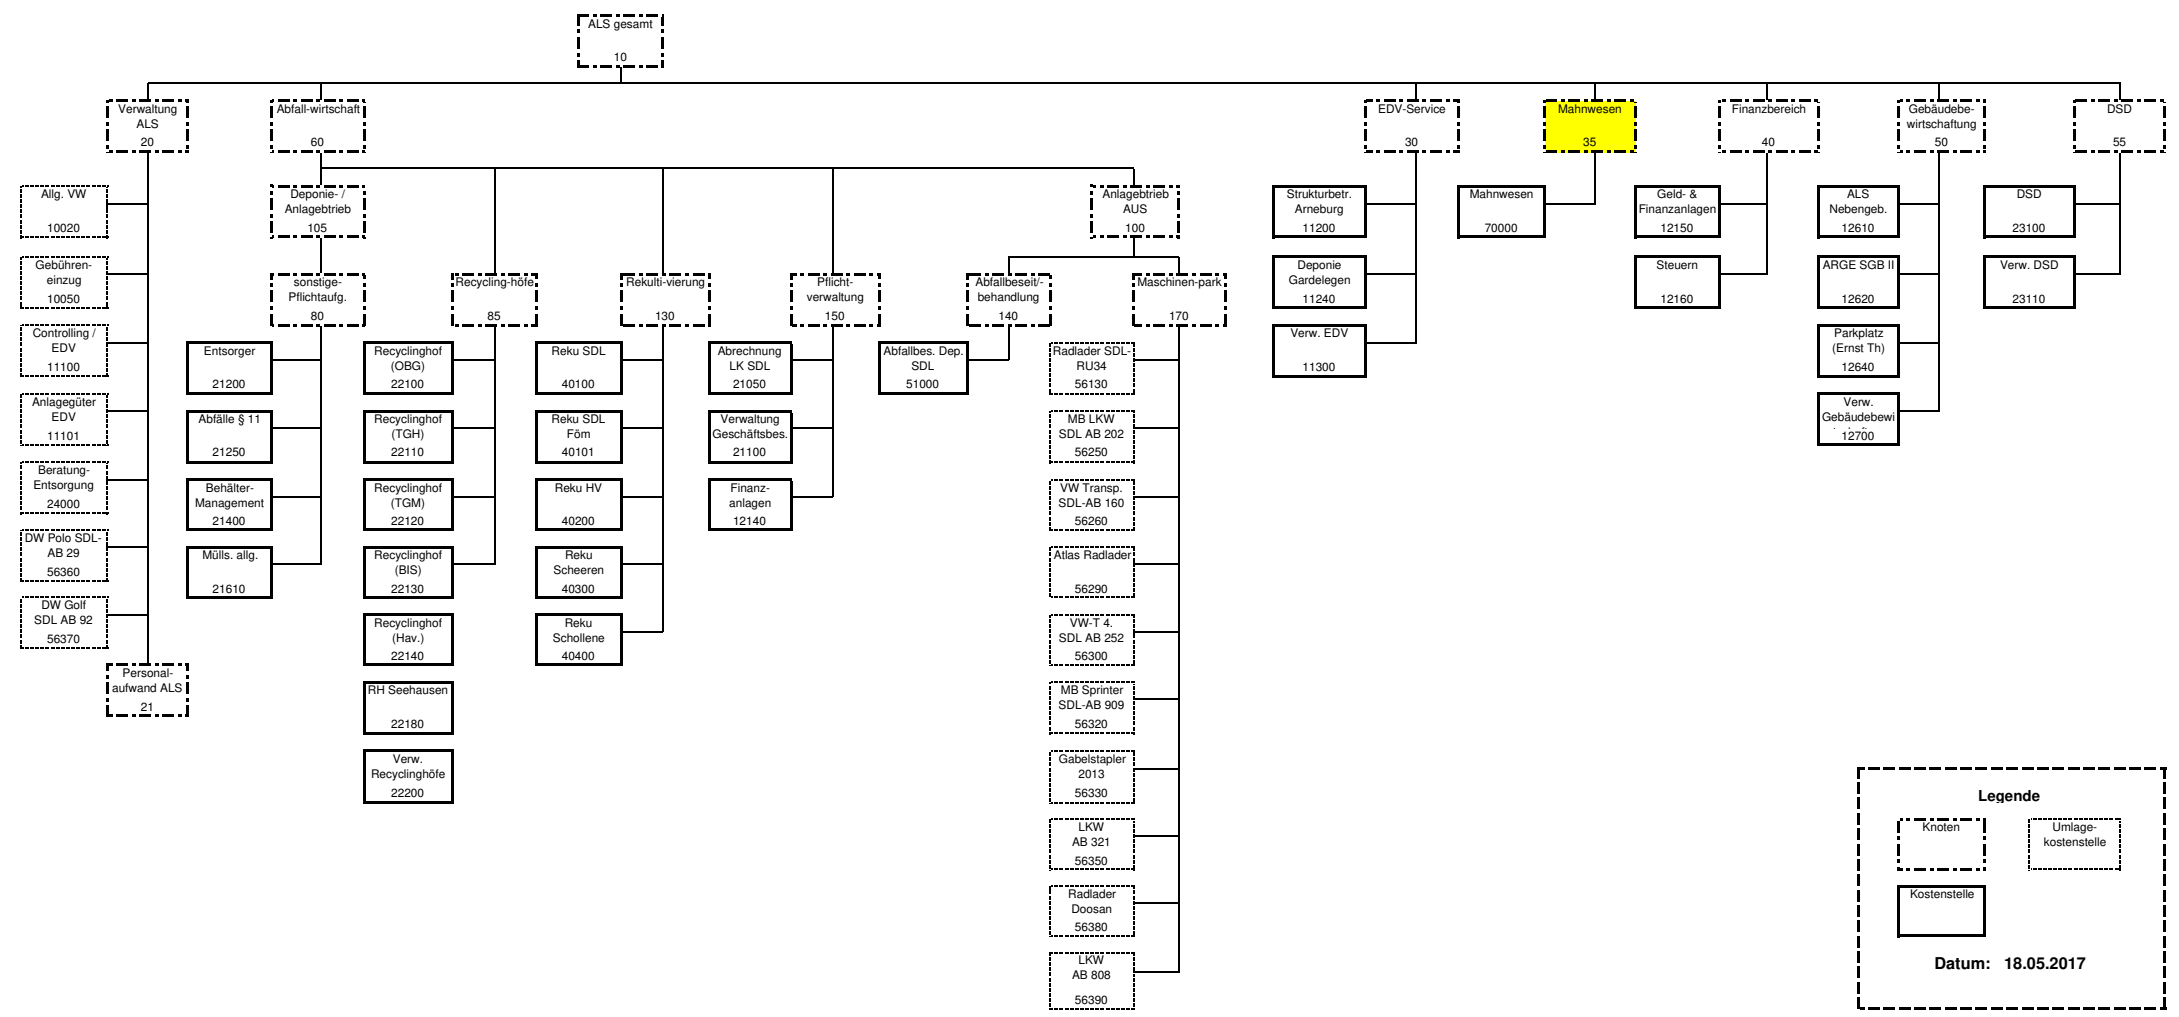 ALS gesamt
10
Verwaltung
ALS
20
Abfall-wirtschaft
60
EDV-Service
30
Mahnwesen
35
Finanzbereich
40
Gebäudebe-
wirtschaftung
50
DSD
55
Allg. VW
10020
Gebühren-
einzug
10050
Controlling /
EDV
11100
Anlagegüter
EDV
11101
Beratung-
Entsorgung
24000
DW Polo SDL-
AB 29
56360
DW Golf
SDL AB 92
56370
Personal-
aufwand ALS
21
Deponie- /
Anlagebtrieb
105
Anlagebtrieb
AUS
100
sonstige-
Pflichtaufg.
80
Recycling-höfe
85
Rekulti-vierung
130
Pflicht-
verwaltung
150
Abfallbeseit/-
behandlung
140
Maschinen-park
170
Entsorger
21200
Abfälle § 11
21250
Behälter-
Management
21400
Mülls. allg.
21610
Recyclinghof
(OBG)
22100
Recyclinghof
(TGH)
22110
Recyclinghof
(TGM)
22120
Recyclinghof
(BIS)
22130
Recyclinghof
(Hav.)
22140
RH Seehausen
22180
Verw.
Recyclinghöfe
22200
Reku SDL
40100
Reku SDL
Föm
40101
Reku HV
40200
Reku
Scheeren
40300
Reku
Schollene
40400
Abrechnung
LK SDL
21050
Verwaltung
Geschäftsbes.
21100
Finanz-
anlagen
12140
Abfallbes. Dep.
SDL
51000
Radlader SDL-
RU34
56130
MB LKW
SDL AB 202
56250
VW Transp.
SDL-AB 160
56260
Atlas Radlader
56290
VW-T 4.
SDL AB 252
56300
MB Sprinter
SDL-AB 909
56320
Gabelstapler
2013
56330
LKW
AB 321
56350
Radlader
Doosan
56380
LKW
AB 808
56390
Strukturbetr.
Arneburg
11200
Deponie
Gardelegen
11240
Verw. EDV
11300
Mahnwesen
70000
Geld- &
Finanzanlagen
12150
Steuern
12160
ALS
Nebengeb.
12610
ARGE SGB II
12620
Parkplatz
(Ernst Th)
12640
Verw.
Gebäudebewi
12700
DSD
23100
Verw. DSD
23110
Legende
Knoten
Umlage-
kostenstelle
Kostenstelle
Datum: 18.05.2017